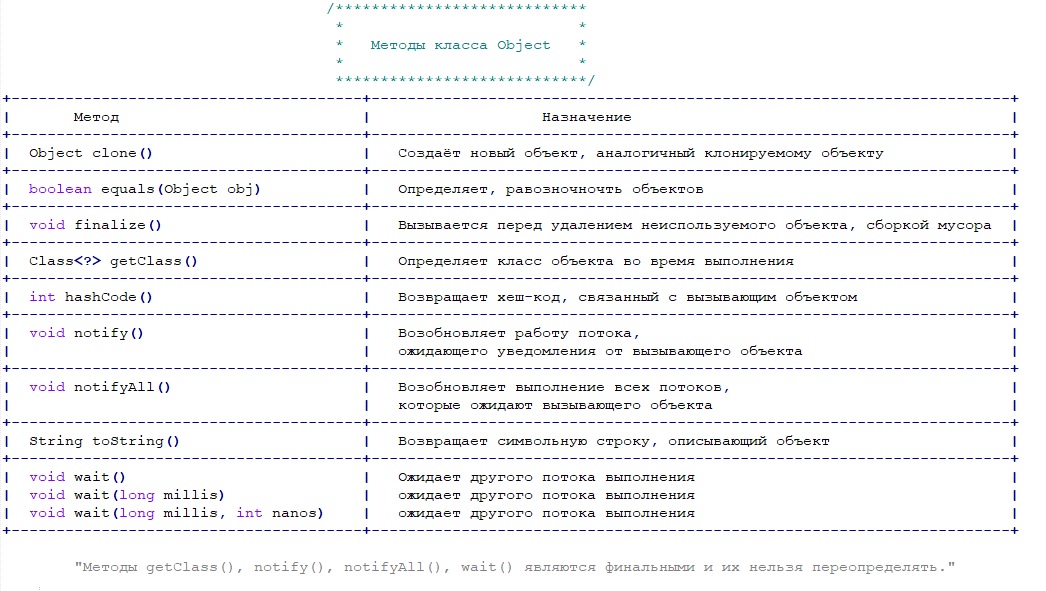 /****************************
* *
* Методы класса Object *
* *
****************************/
+---------------------------------------+-----------------------------------------------------------------------+
| Метод | Назначение |
+---------------------------------------+-----------------------------------------------------------------------+
| Object clone() | Создаёт новый объект, аналогичный клонируемому объекту |
+---------------------------------------+-----------------------------------------------------------------------+
| boolean equals(Object obj) | Определяет, равозночночть объектов |
+---------------------------------------+-----------------------------------------------------------------------+
| void finalize() | Вызывается перед удалением неиспользуемого объекта, сборкой мусора |
+---------------------------------------+-----------------------------------------------------------------------+
| Class<?> getClass() | Определяет класс объекта во время выполнения |
+---------------------------------------+-----------------------------------------------------------------------+
| int hashCode() | Возвращает хеш-код, связанный с вызывающим объектом |
+---------------------------------------+-----------------------------------------------------------------------+
| void notify() | Возобновляет работу потока, |
| | ожидающего уведомления от вызывающего объекта |
+---------------------------------------+-----------------------------------------------------------------------+
| void notifyAll() | Возобновляет выполнение всех потоков, |
| | которые ожидают вызывающего объекта |
+---------------------------------------+-----------------------------------------------------------------------+
| String toString() | Возвращает символьную строку, описывающий объект |
+---------------------------------------+-----------------------------------------------------------------------+
| void wait() | Ожидает другого потока выполнения |
| void wait(long millis) | ожидает другого потока выполнения |
| void wait(long millis, int nanos) | ожидает другого потока выполнения |
+---------------------------------------+-----------------------------------------------------------------------+
"Методы getClass(), notify(), notifyAll(), wait() являются финальными и их нельзя переопределять."